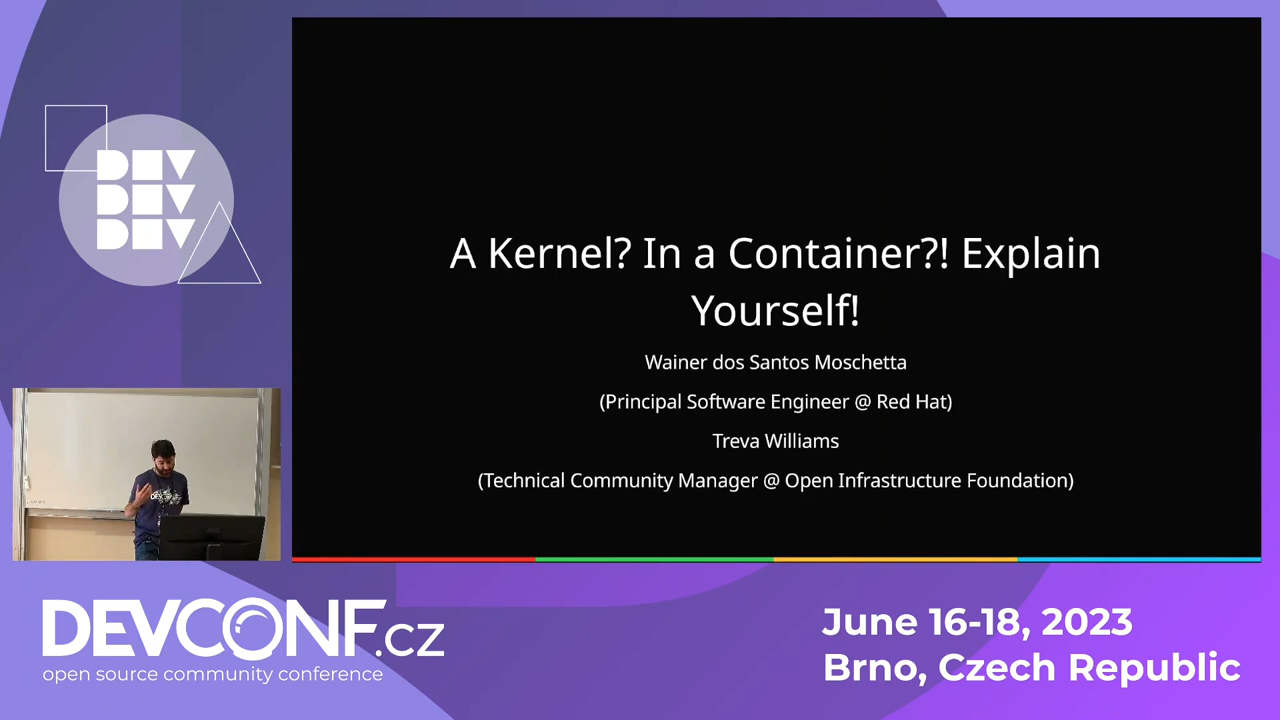 DEV
DEV
DEV
A Kernel? In a Container?! Explain
Yourself!
Wainer dos Santos Moschetta
(Principal Software Engineer @ Red Hat)
Treva Williams
(Technical Community Manager @ Open Infrastructure Foundation)
DEVCONF.cz
open source community conference
June 16-18, 2023
Brno, Czech Republic